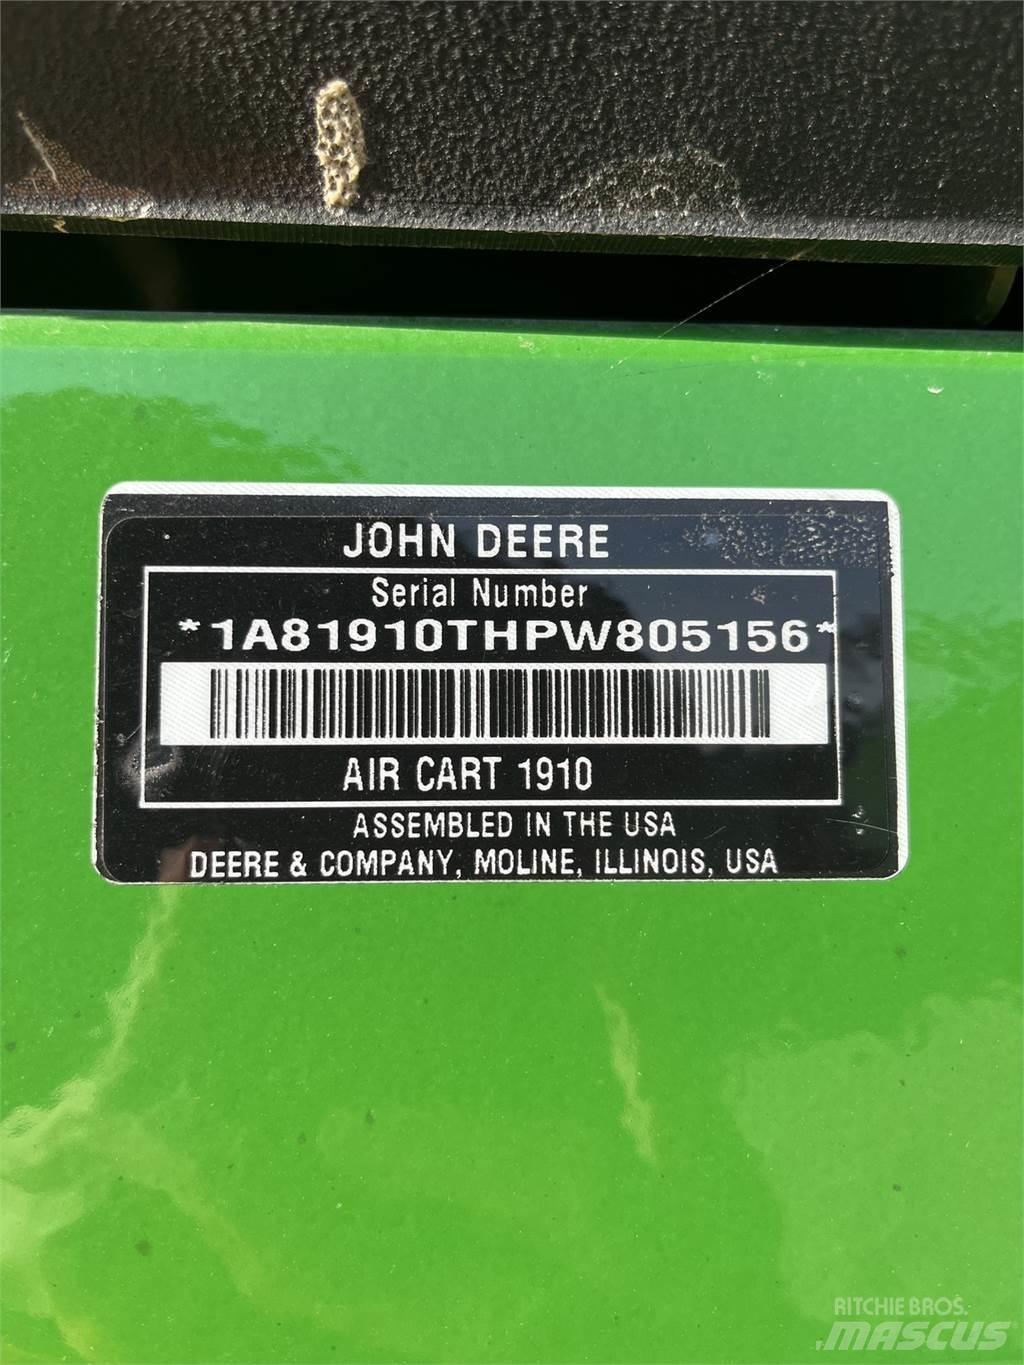 JOHN DEERE
Serial Number
*1A81910THPW805156*
AIR CART 1910
ASSEMBLED IN THE USA
DEERE & COMPANY, MOLINE, ILLINOIS, USA
RITCHIE BROS.
MASCUS